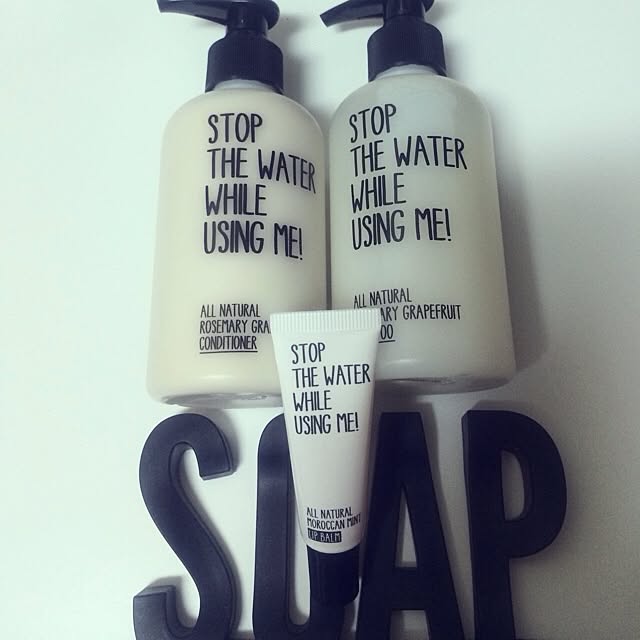 STOP
THE WATER
WHILE
USING ME!
ALL NATURAL
ROSEMARY
CONDITIONER
STOP
THE WATER
WHILE
USING ME!
ALL NATURAL
GRAPEFRUIT
STOP
THE WATER
WHILE
USING ME!
ALL NATURAL
MOROCCAN MINT
LIP BALM
SOAP